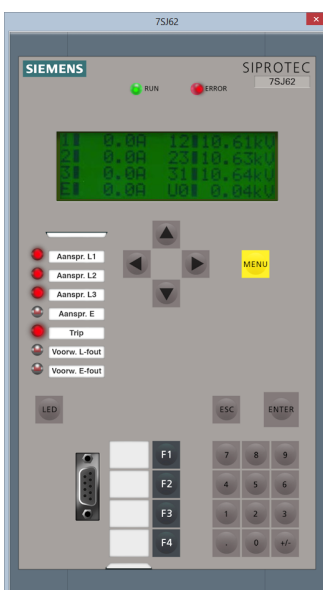 7SJ62
SIEMENS
SIPROTEC
7SJ62
RUN
ERROR
1 0.0A 12 10.61kV
2 0.0A 23 10.63kV
3 0.0A 31 10.64kV
E 0.0A U0 0.04kV
Aanspr. L1
Aanspr. L2
Aanspr. L3
Aanspr. E
Trip
Voorw. L-fout
Voorw. E-fout
MENU
LED
ESC
ENTER
F1
F2
F3
F4
7 8 9
4 5 6
1 2 3
. 0 +/-